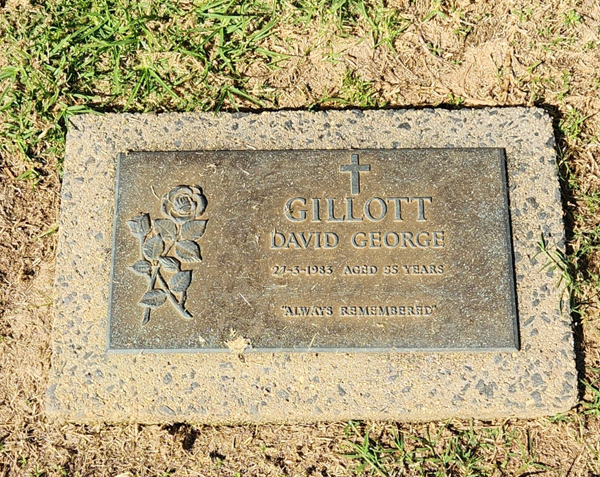 GILLOTT
DAVID GEORGE
27-3-1983 AGED 35 YEARS
"ALWAYS REMEMBERED"